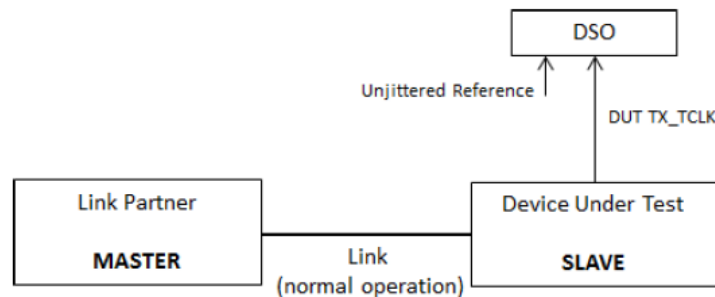 DSO
Unjittered Reference
DUT TX_TCLK
Link Partner
MASTER
Link
(normal operation)
Device Under Test
SLAVE